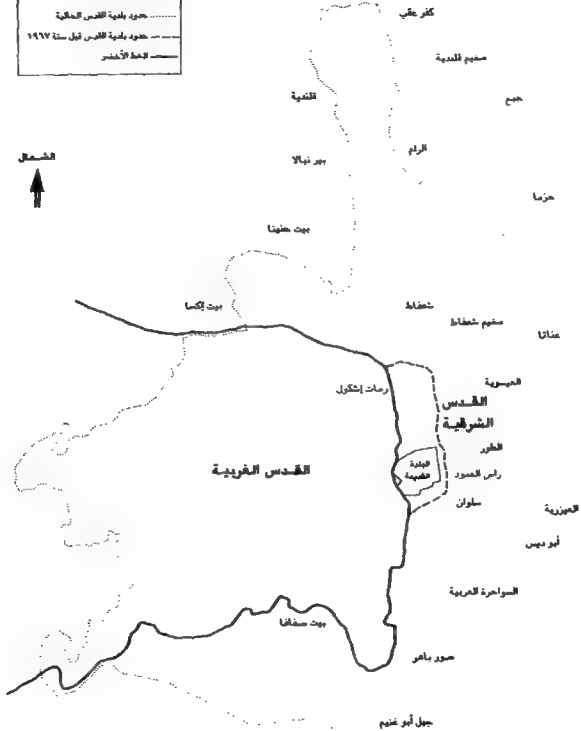 حدود بلدية القدس الحالية
حدود بلدية القدس قبل سنة ١٩٦٧
الخط الأخضر
كفر عقب
مخيم قلندية
جبع
قلندية
الرام
بير نبالا
الشمال
حزما
بيت حنينا
بيت إكسا
شعفاط
مخيم شعفاط
عناتا
رمات إشكول
العيسوية
القدس
الشرقية
الطور
البلدة
القديمة
القدس الغربية
راس العمود
سلوان
العيزرية
أبو ديس
السواحرة الغربية
بيت صفافا
صور باهر
جبل أبو غنيم